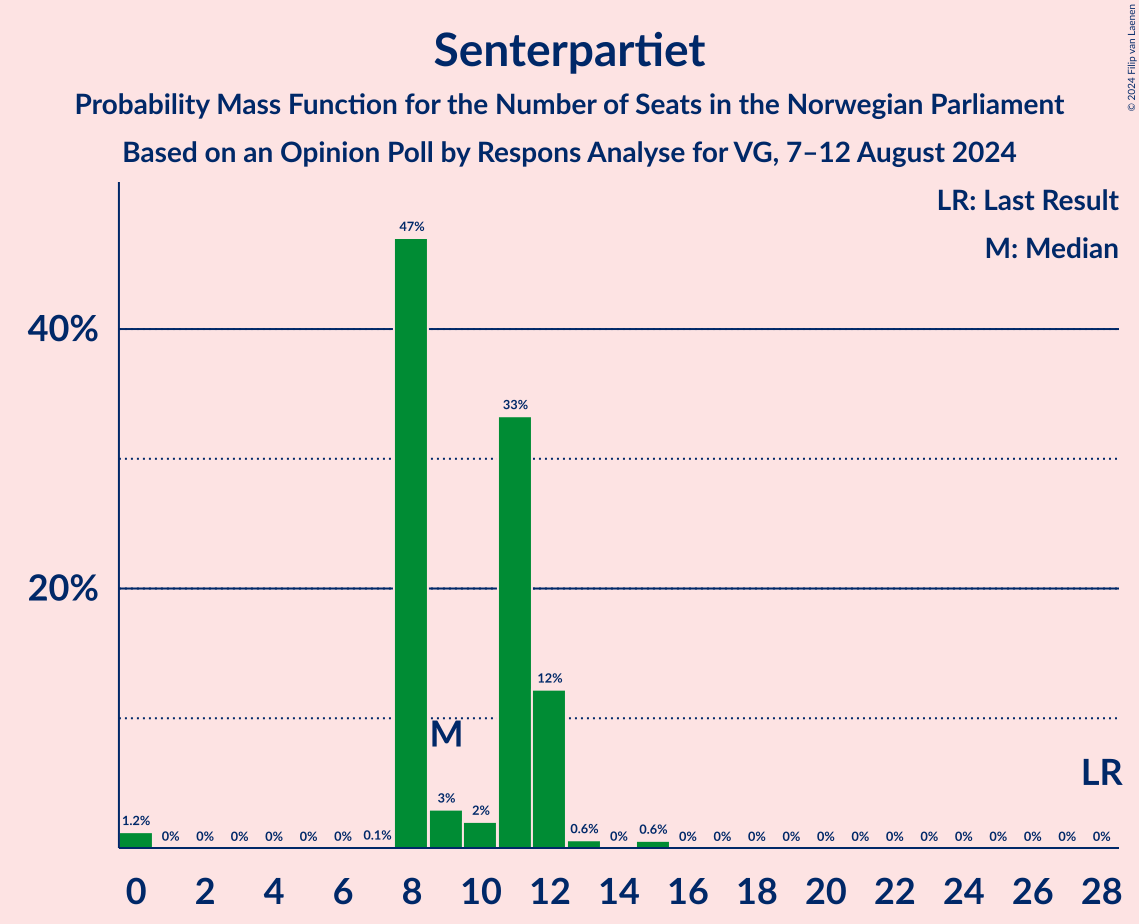 Senterpartiet
Probability Mass Function for the Number of Seats in the Norwegian Parliament
Based on an Opinion Poll by Respons Analyse for VG, 7–12 August 2024
© 2024 Filip van Laenen
LR: Last Result
M: Median
40%
20%
1.2% 0% 0% 0% 0% 0% 0% 0.1% 47% 3% 2% 33% 12% 0.6% 0% 0.6% 0% 0% 0% 0% 0% 0% 0% 0% 0% 0% 0% 0% 0%
M
LR
0 2 4 6 8 10 12 14 16 18 20 22 24 26 28